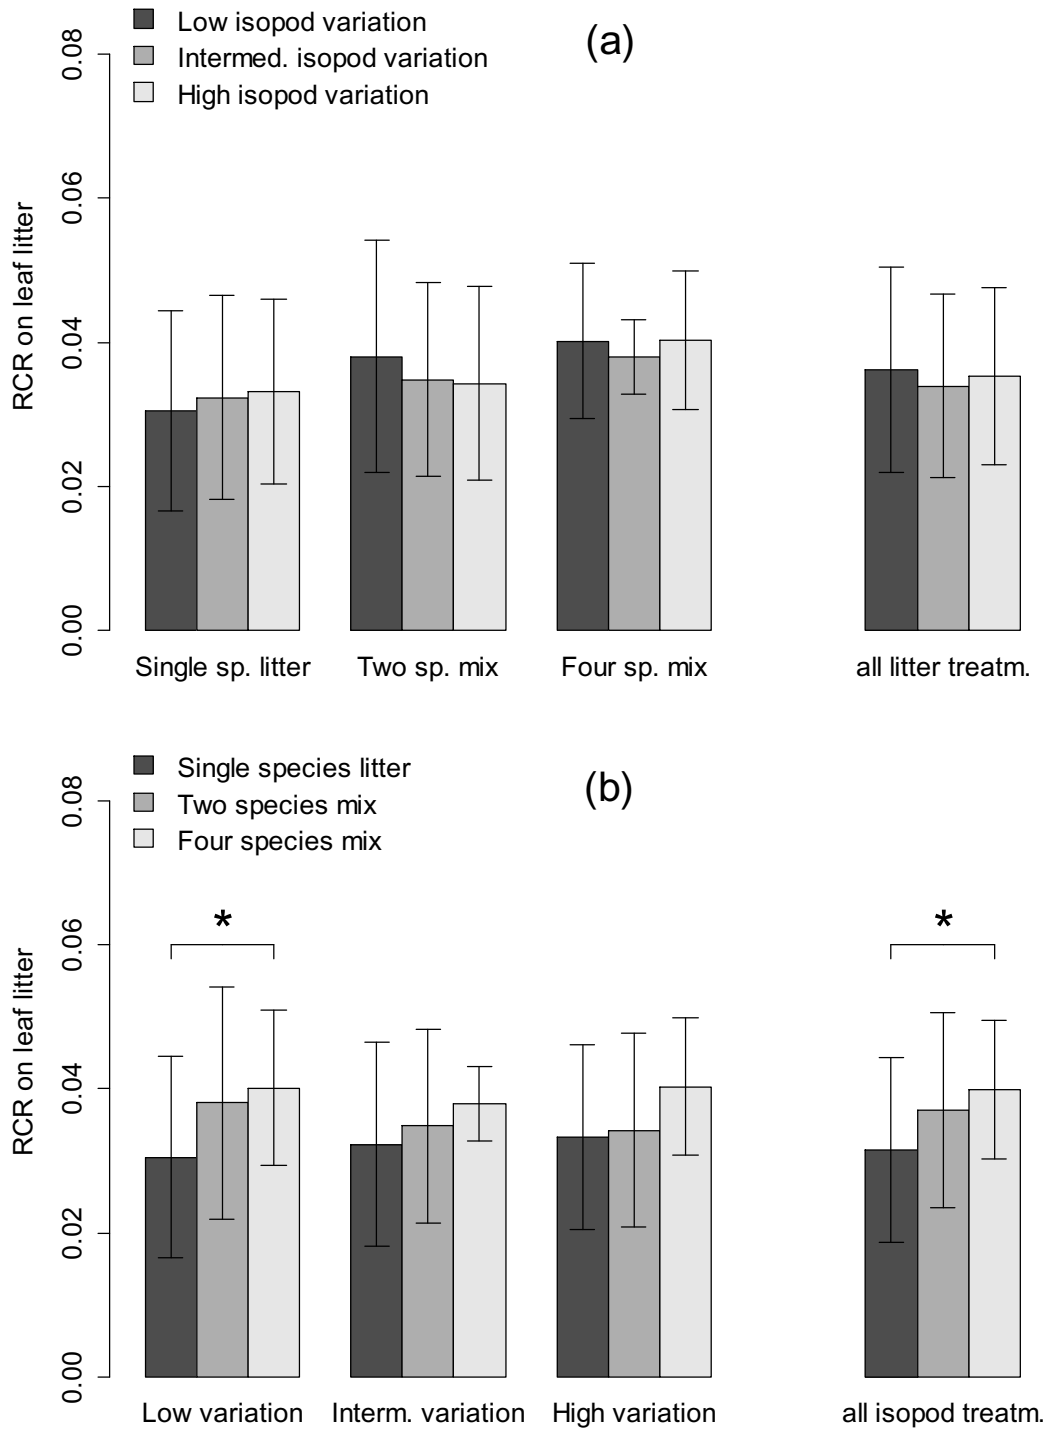 Low isopod variation
Intermed. isopod variation
High isopod variation
(a)
RCR on leaf litter
0.08
0.06
0.04
0.02
0.00
Single sp. litter
Two sp. mix
Four sp. mix
all litter treatm.
Single species litter
Two species mix
Four species mix
(b)
RCR on leaf litter
0.08
0.06
0.04
0.02
0.00
*
*
Low variation
Interm. variation
High variation
all isopod treatm.